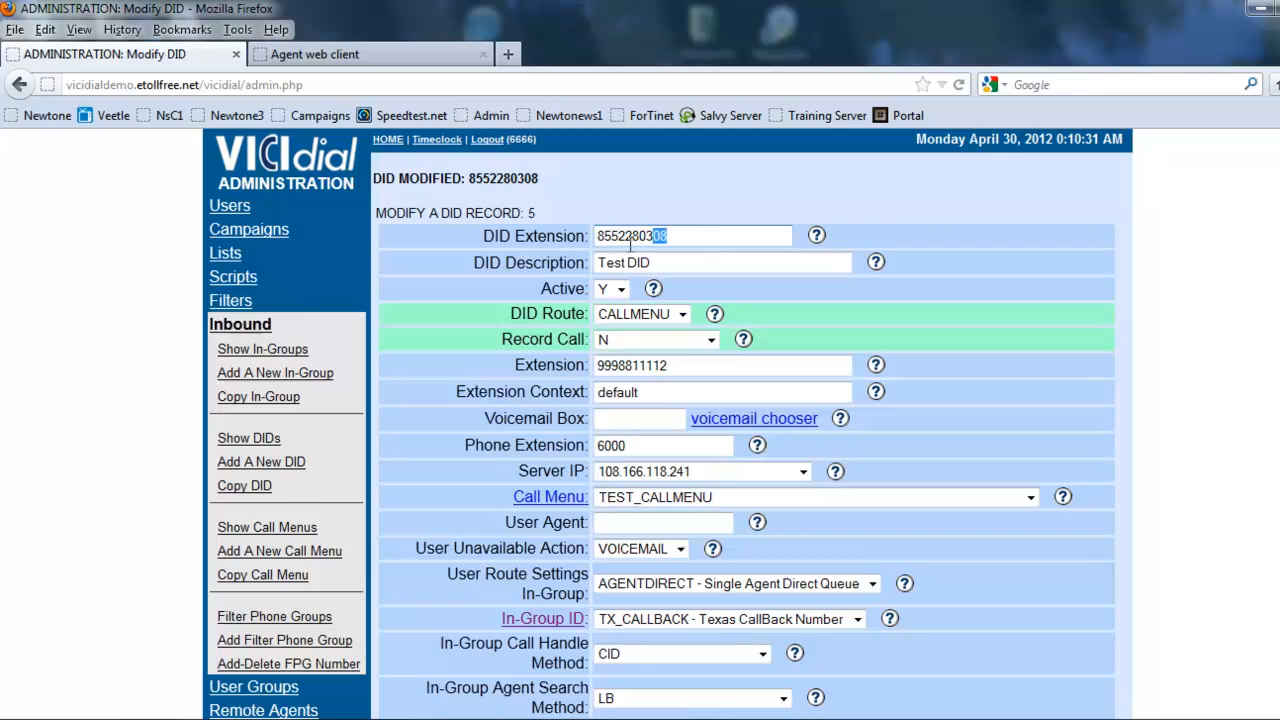 ADMINISTRATION: Modify DID - Mozilla Firefox
File Edit View History Bookmarks Tools Help
ADMINISTRATION: Modify DID × Agent web client × +
vicidialdemo.etollfree.net/vicidial/admin.php Google
Newtone Veetle NsC1 Newtone3 Campaigns Speedtest.net Admin Newtonews1 ForTinet Salvy Server Training Server Portal
VICIdial
ADMINISTRATION
HOME | Timeclock | Logout (6666) Monday April 30, 2012 0:10:31 AM
Users
Campaigns
Lists
Scripts
Filters
Inbound
Show In-Groups
Add A New In-Group
Copy In-Group
Show DIDs
Add A New DID
Copy DID
Show Call Menus
Add A New Call Menu
Copy Call Menu
Filter Phone Groups
Add Filter Phone Group
Add-Delete FPG Number
User Groups
Remote Agents
DID MODIFIED: 8552280308
MODIFY A DID RECORD: 5
DID Extension: 8552280308 ?
DID Description: Test DID ?
Active: Y ?
DID Route: CALLMENU ?
Record Call: N ?
Extension: 9998811112 ?
Extension Context: default ?
Voicemail Box: voicemail chooser ?
Phone Extension: 6000 ?
Server IP: 108.166.118.241 ?
Call Menu: TEST_CALLMENU ?
User Agent: ?
User Unavailable Action: VOICEMAIL ?
User Route Settings
In-Group: AGENTDIRECT - Single Agent Direct Queue ?
In-Group ID: TX_CALLBACK - Texas CallBack Number ?
In-Group Call Handle
Method: CID ?
In-Group Agent Search
Method: LB ?